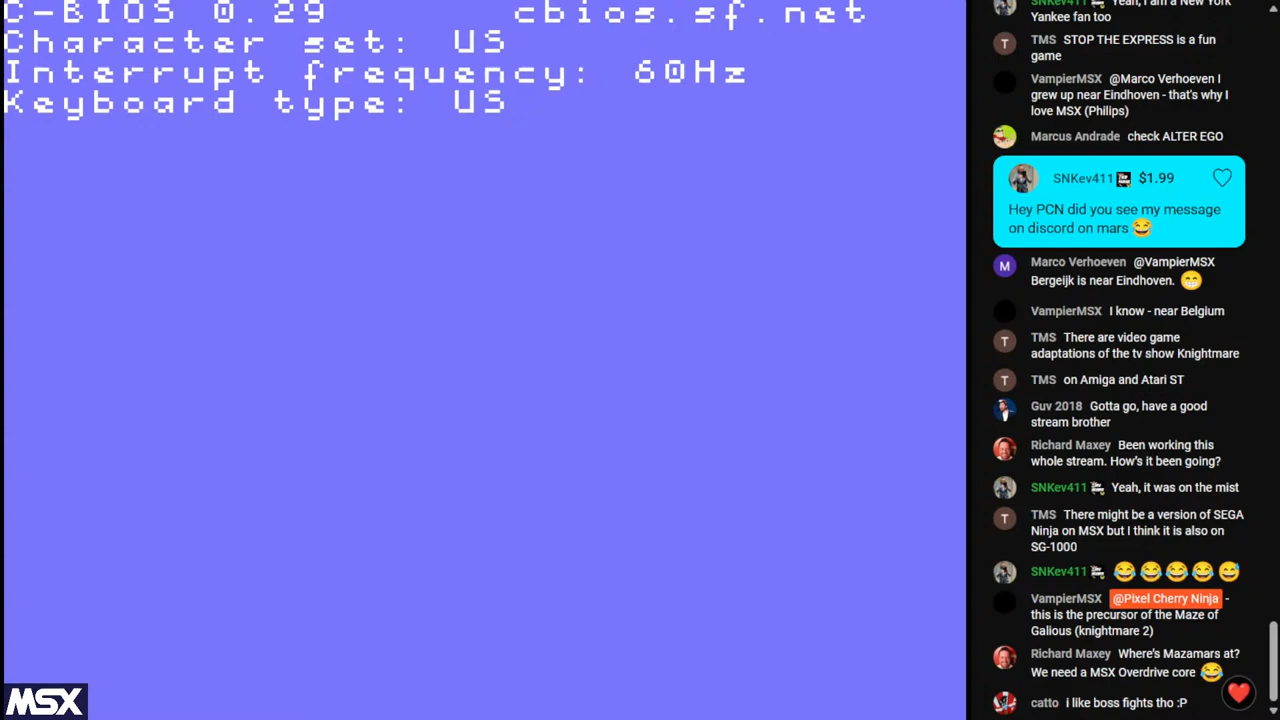 C-BIOS 0.29 cbios.sf.net
Character set: US
Interrupt frequency: 60Hz
Keyboard type: US
MSX
SNKev411 Yeah, I am a New York
Yankee fan too
T TMS STOP THE EXPRESS is a fun
game
VampierMSX @Marco Verhoeven I
grew up near Eindhoven - that's why I
love MSX (Philips)
Marcus Andrade check ALTER EGO
SNKev411 $1.99
Hey PCN did you see my message
on discord on mars 😂
M Marco Verhoeven @VampierMSX
Bergeijk is near Eindhoven. 😁
VampierMSX I know - near Belgium
T TMS There are video game
adaptations of the tv show Knightmare
T TMS on Amiga and Atari ST
Guv 2018 Gotta go, have a good
stream brother
Richard Maxey Been working this
whole stream. How's it been going?
SNKev411 Yeah, it was on the mist
T TMS There might be a version of SEGA
Ninja on MSX but I think it is also on
SG-1000
SNKev411 😂😂😂😂😅
VampierMSX @Pixel Cherry Ninja -
this is the precursor of the Maze of
Galious (knightmare 2)
Richard Maxey Where's Mazamars at?
We need a MSX Overdrive core 😂
catto i like boss fights tho :P